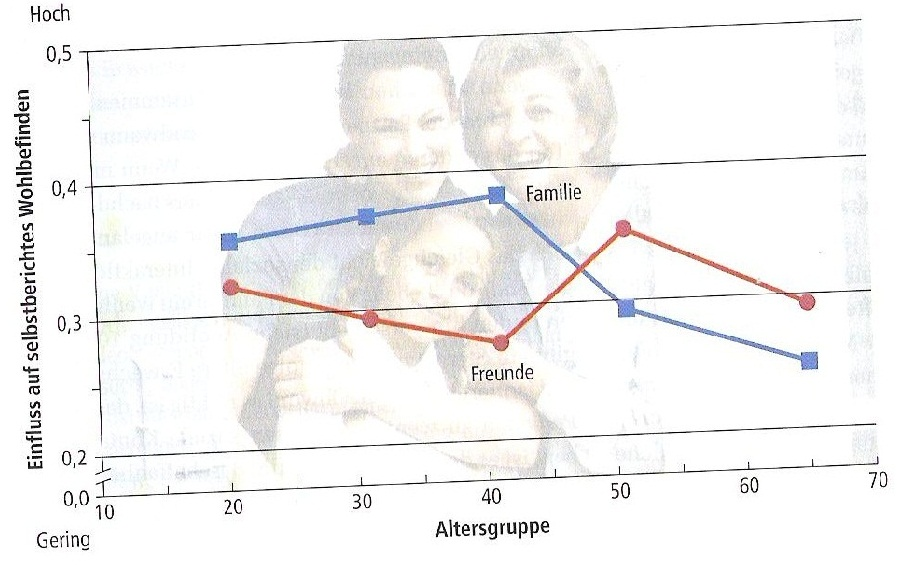 Hoch
0,5
0,4
0,3
0,2
0,0
Gering
Einfluss auf selbstberichtes Wohlbefinden
Familie
Freunde
10 20 30 40 50 60 70
Altersgruppe